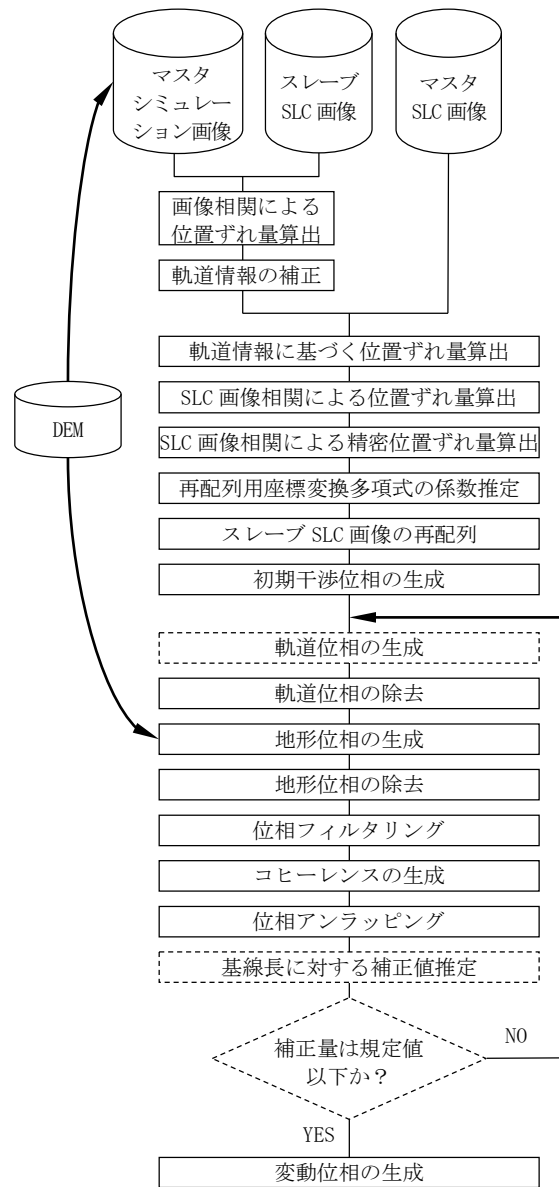 マスタ
シミュレー
ション画像
スレーブ
SLC 画像
マスタ
SLC 画像
画像相関による
位置ずれ量算出
軌道情報の補正
軌道情報に基づく位置ずれ量算出
SLC 画像相関による位置ずれ量算出
DEM
SLC 画像相関による精密位置ずれ量算出
再配列用座標変換多項式の係数推定
スレーブ SLC 画像の再配列
初期干渉位相の生成
軌道位相の生成
軌道位相の除去
地形位相の生成
地形位相の除去
位相フィルタリング
コヒーレンスの生成
位相アンラッピング
基線長に対する補正値推定
補正量は規定値
以下か？
NO
YES
変動位相の生成